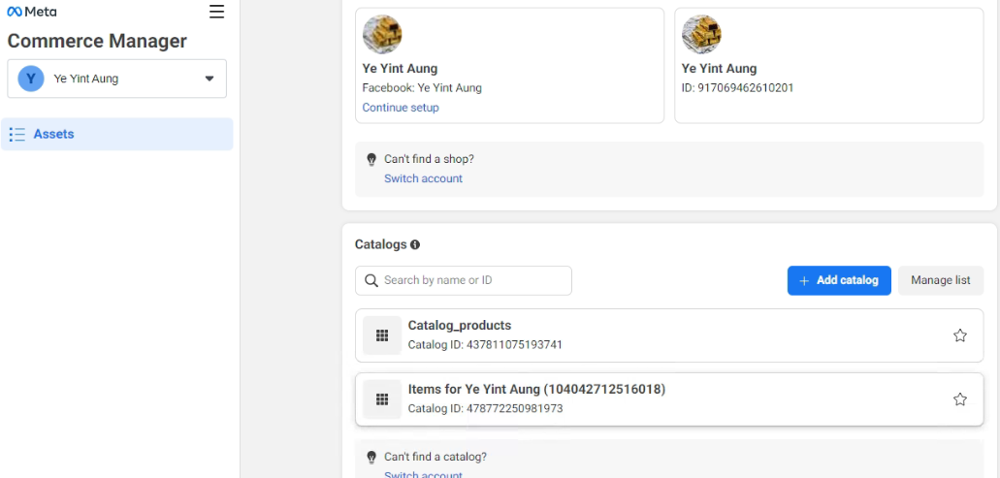 Meta
Commerce Manager
Y Ye Yint Aung
Assets
Ye Yint Aung
Facebook: Ye Yint Aung
Continue setup
Ye Yint Aung
ID: 917069462610201
Can't find a shop?
Switch account
Catalogs
Search by name or ID
+ Add catalog
Manage list
Catalog_products
Catalog ID: 437811075193741
Items for Ye Yint Aung (104042712516018)
Catalog ID: 478772250981973
Can't find a catalog?
Switch account